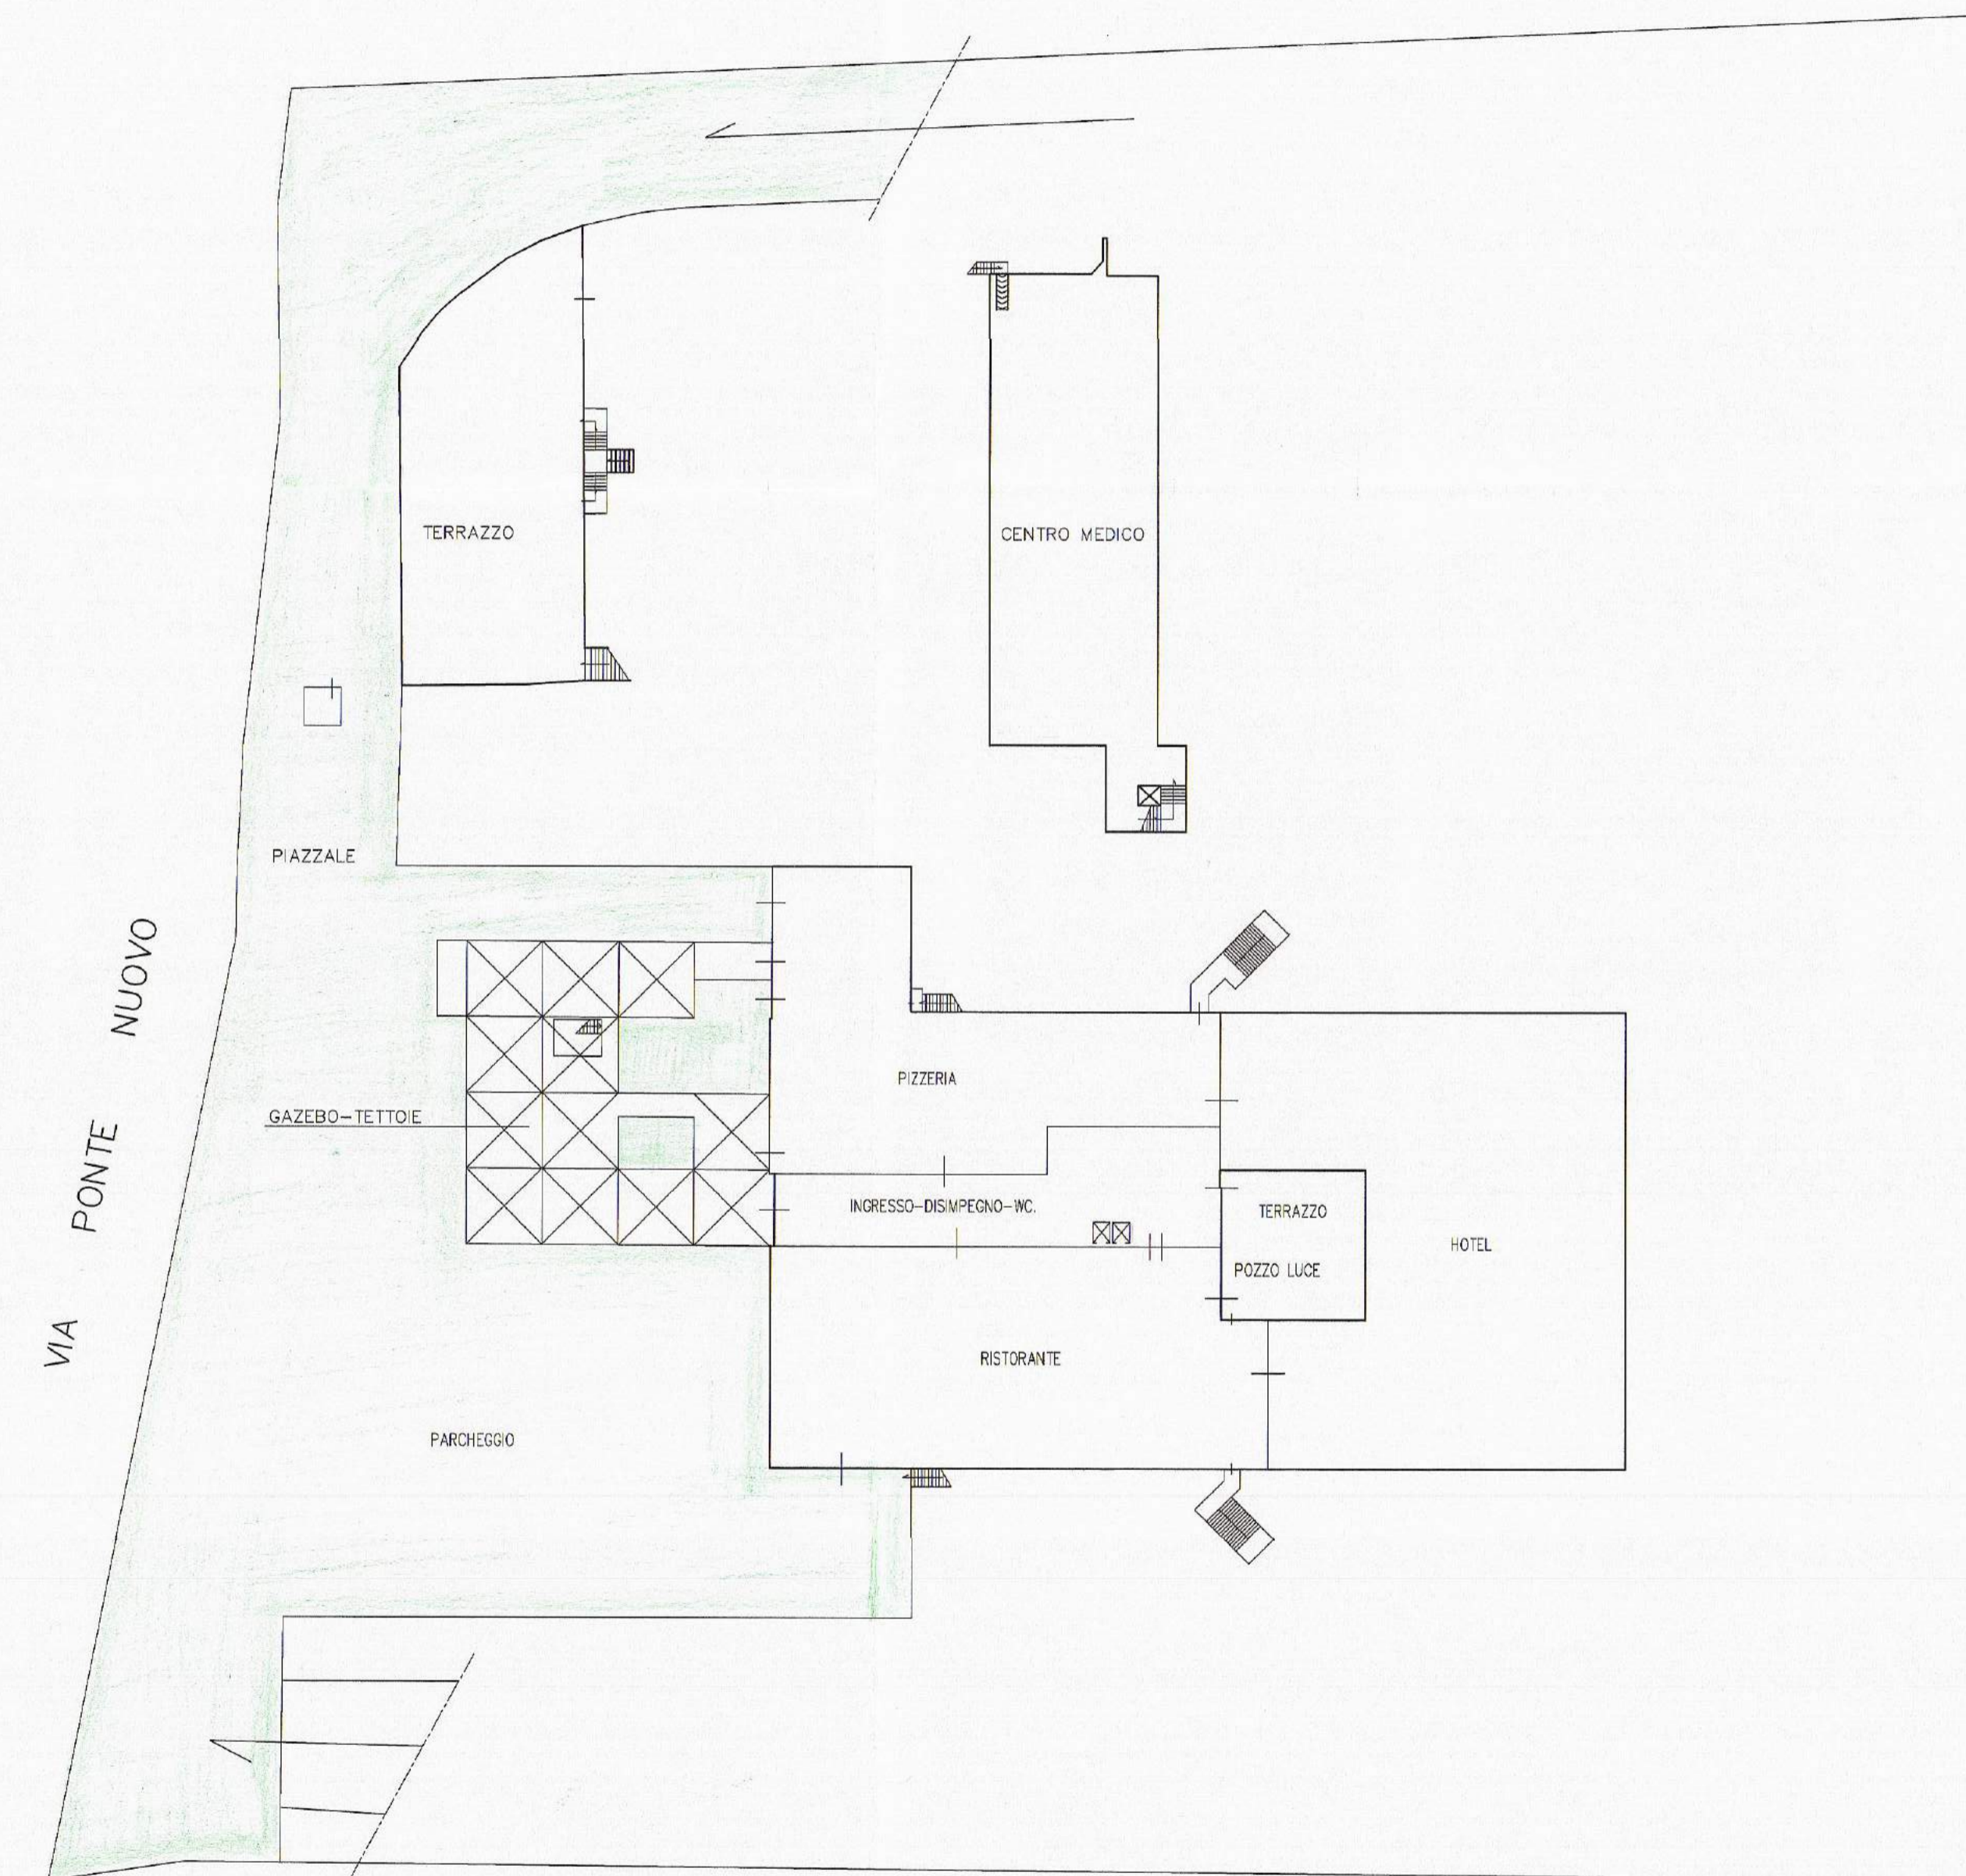 TERRAZZO
CENTRO MEDICO
PIAZZALE
VIA PONTE NUOVO
PIZZERIA
GAZEBO-TETTOIE
INGRESSO-DISIMPEGNO-WC.
TERRAZZO
POZZO LUCE
HOTEL
RISTORANTE
PARCHEGGIO